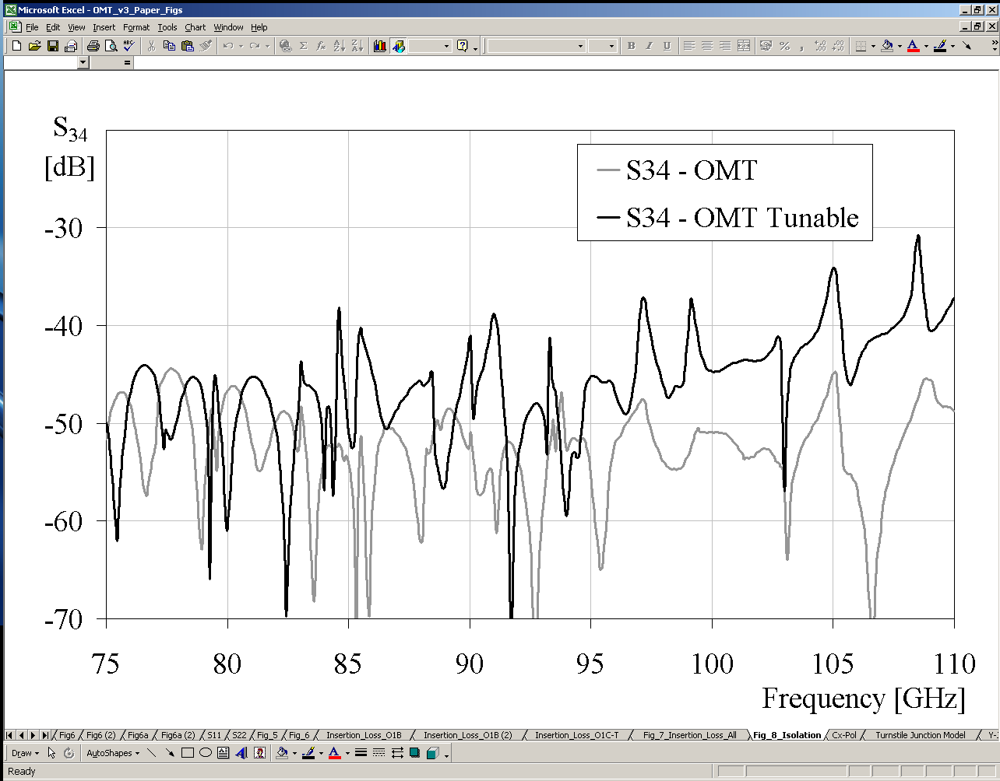 Microsoft Excel - OMT_v3_Paper_Figs
File Edit View Insert Format Tools Chart Window Help
B I U
=
S34
[dB]
S34 - OMT
S34 - OMT Tunable
-30
-40
-50
-60
-70
75 80 85 90 95 100 105 110
Frequency [GHz]
Fig6 Fig6 (2) Fig6a Fig6a (2) S11 S22 Fig_5 Fig_6 Insertion_Loss_O1B Insertion_Loss_O1B (2) Insertion_Loss_O1C-T Fig_7_Insertion_Loss_All Fig_8_Isolation Cx-Pol Turnstile Junction Model
Draw AutoShapes
Ready